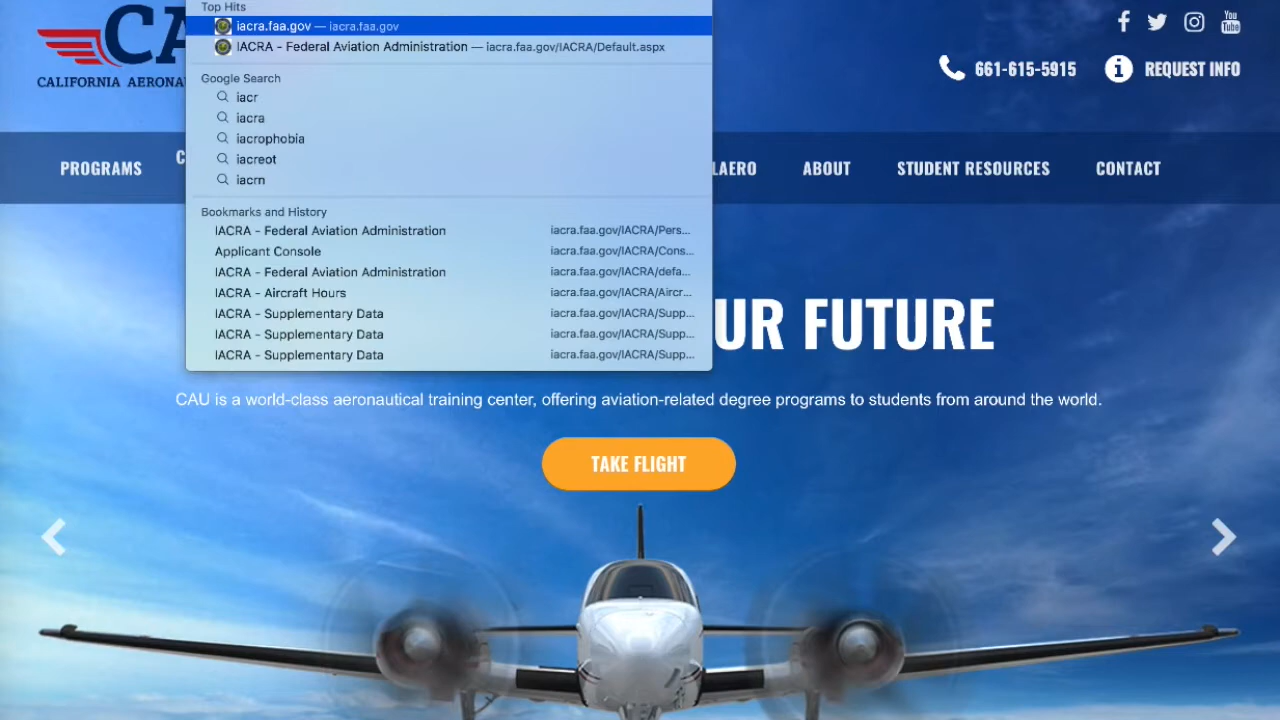 Top Hits
iacra.faa.gov — iacra.faa.gov
IACRA - Federal Aviation Administration — iacra.faa.gov/IACRA/Default.aspx
Google Search
iacr
iacra
iacrophobia
iacreot
iacrn
Bookmarks and History
IACRA - Federal Aviation Administration iacra.faa.gov/IACRA/Pers...
Applicant Console iacra.faa.gov/IACRA/Cons...
IACRA - Federal Aviation Administration iacra.faa.gov/IACRA/defa...
IACRA - Aircraft Hours iacra.faa.gov/IACRA/Aircr...
IACRA - Supplementary Data iacra.faa.gov/IACRA/Supp...
IACRA - Supplementary Data iacra.faa.gov/IACRA/Supp...
IACRA - Supplementary Data iacra.faa.gov/IACRA/Supp...
CA
CALIFORNIA AERONA
You Tube
661-615-5915 REQUEST INFO
PROGRAMS C LAERO ABOUT STUDENT RESOURCES CONTACT
UR FUTURE
CAU is a world-class aeronautical training center, offering aviation-related degree programs to students from around the world.
TAKE FLIGHT